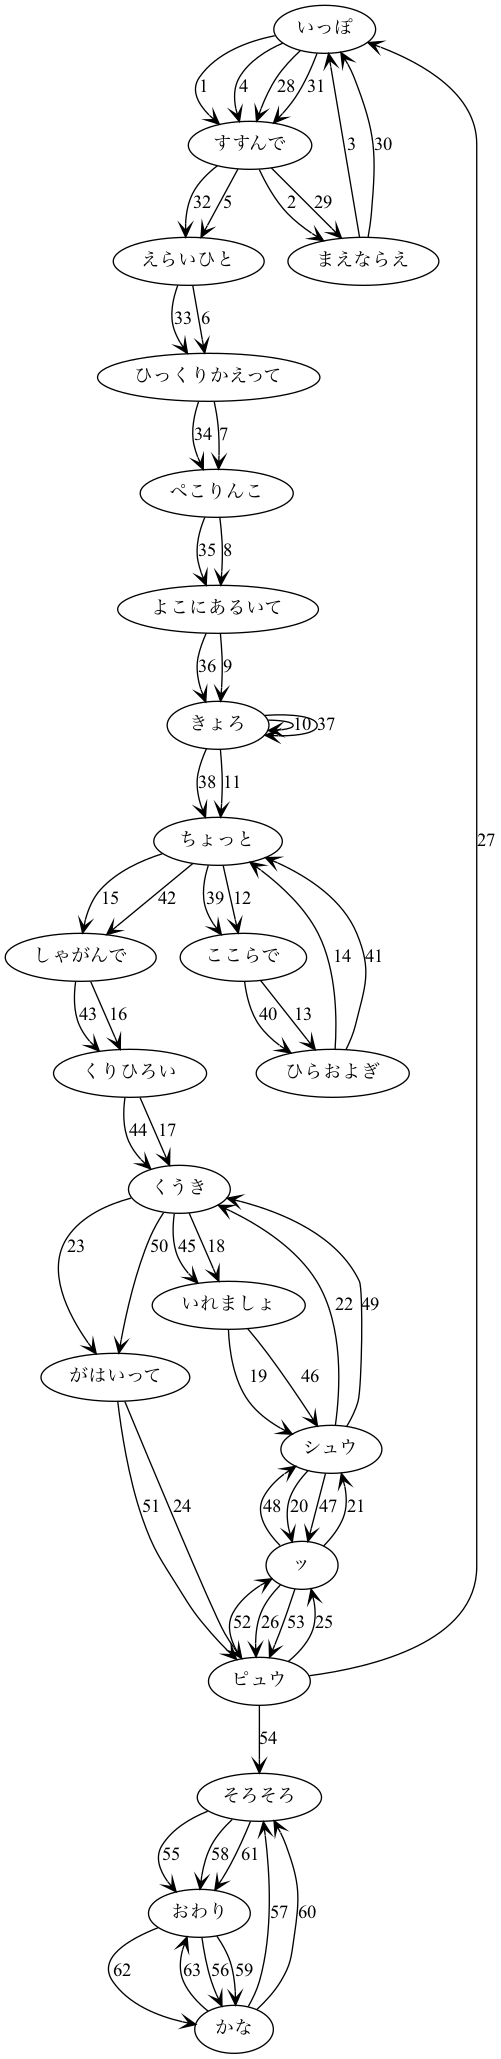 いっぽ
1 4 28 31
すすんで
3 30
32 5 2 29
えらいひと まえならえ
33 6
ひっくりかえって
34 7
ぺこりんこ
35 8
よこにあるいて
36 9
きょろ 10 37
38 11
ちょっと 27
15 42 39 12
しゃがんで ここらで 14 41
43 16 40 13
くりひろい ひらおよぎ
44 17
くうき
23 50 45 18
いれましょ 22 49
がはいって 19 46
シュウ
51 24 48 20 47 21
ッ
52 26 53 25
ピュウ
54
そろそろ
55 58 61
おわり 57 60
62 63 56 59
かな